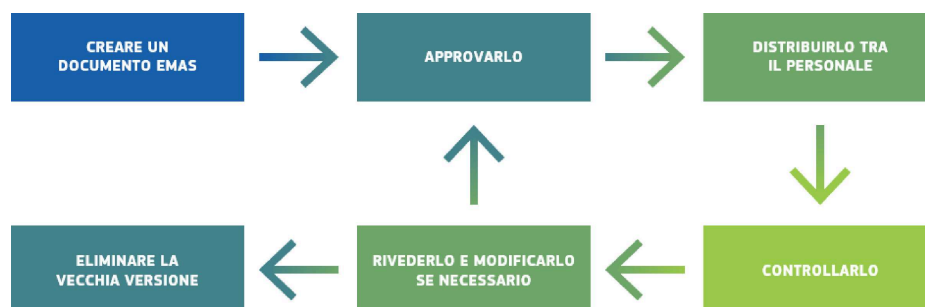 CREARE UN
DOCUMENTO EMAS
APPROVARLO
DISTRIBUIRLO TRA
IL PERSONALE
ELIMINARE LA
VECCHIA VERSIONE
RIVEDERLO E MODIFICARLO
SE NECESSARIO
CONTROLLARLO